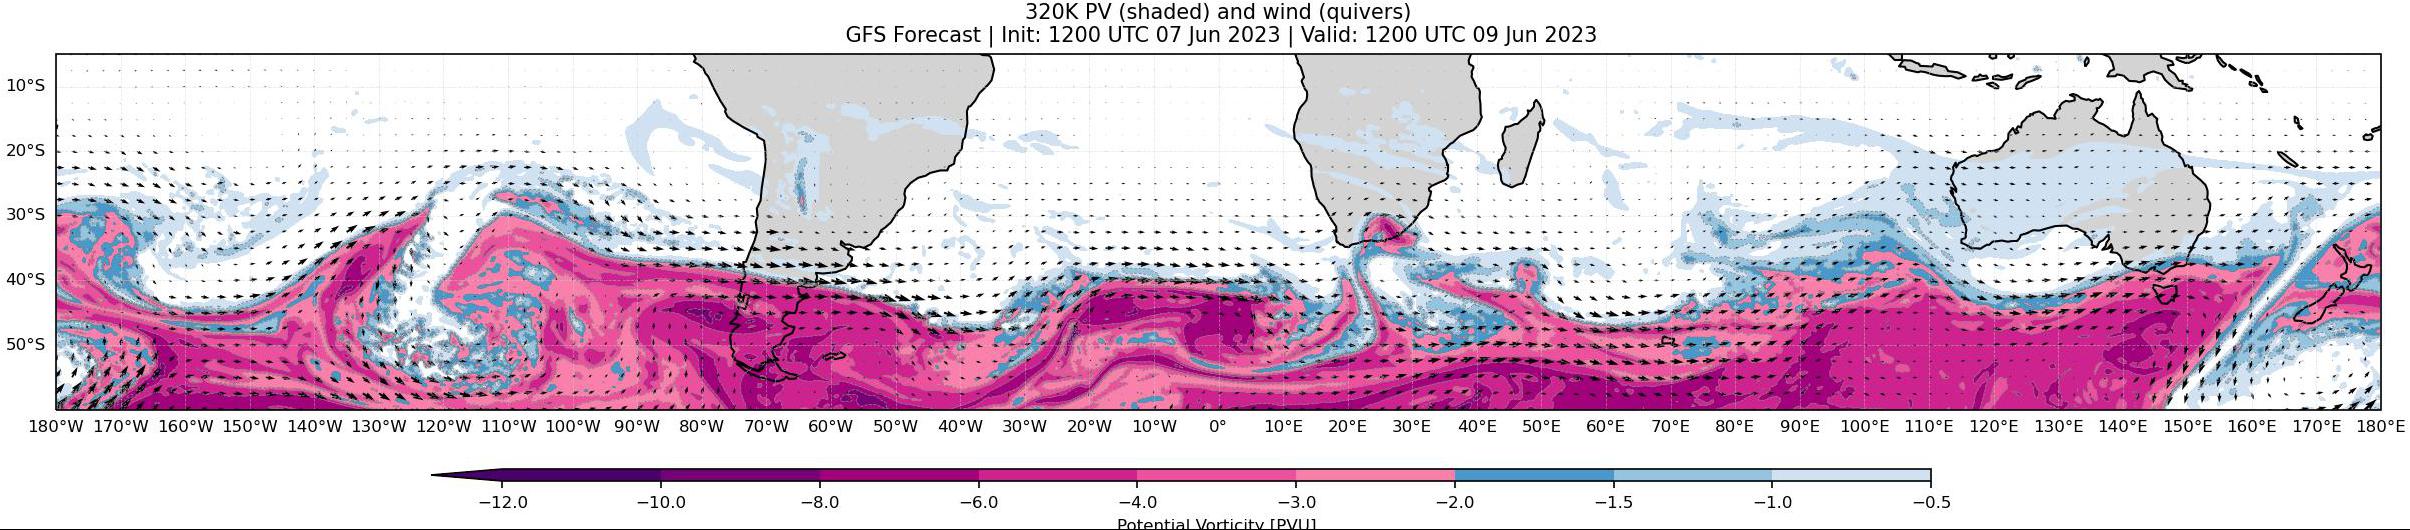 320K PV (shaded) and wind (quivers)
GFS Forecast | Init: 1200 UTC 07 Jun 2023 | Valid: 1200 UTC 09 Jun 2023
10°S
20°S
30°S
40°S
50°S
180°W 170°W 160°W 150°W 140°W 130°W 120°W 110°W 100°W 90°W 80°W 70°W 60°W 50°W 40°W 30°W 20°W 10°W 0° 10°E 20°E 30°E 40°E 50°E 60°E 70°E 80°E 90°E 100°E 110°E 120°E 130°E 140°E 150°E 160°E 170°E 180°E
−12.0 −10.0 −8.0 −6.0 −4.0 −3.0 −2.0 −1.5 −1.0 −0.5
Potential Vorticity [PVU]